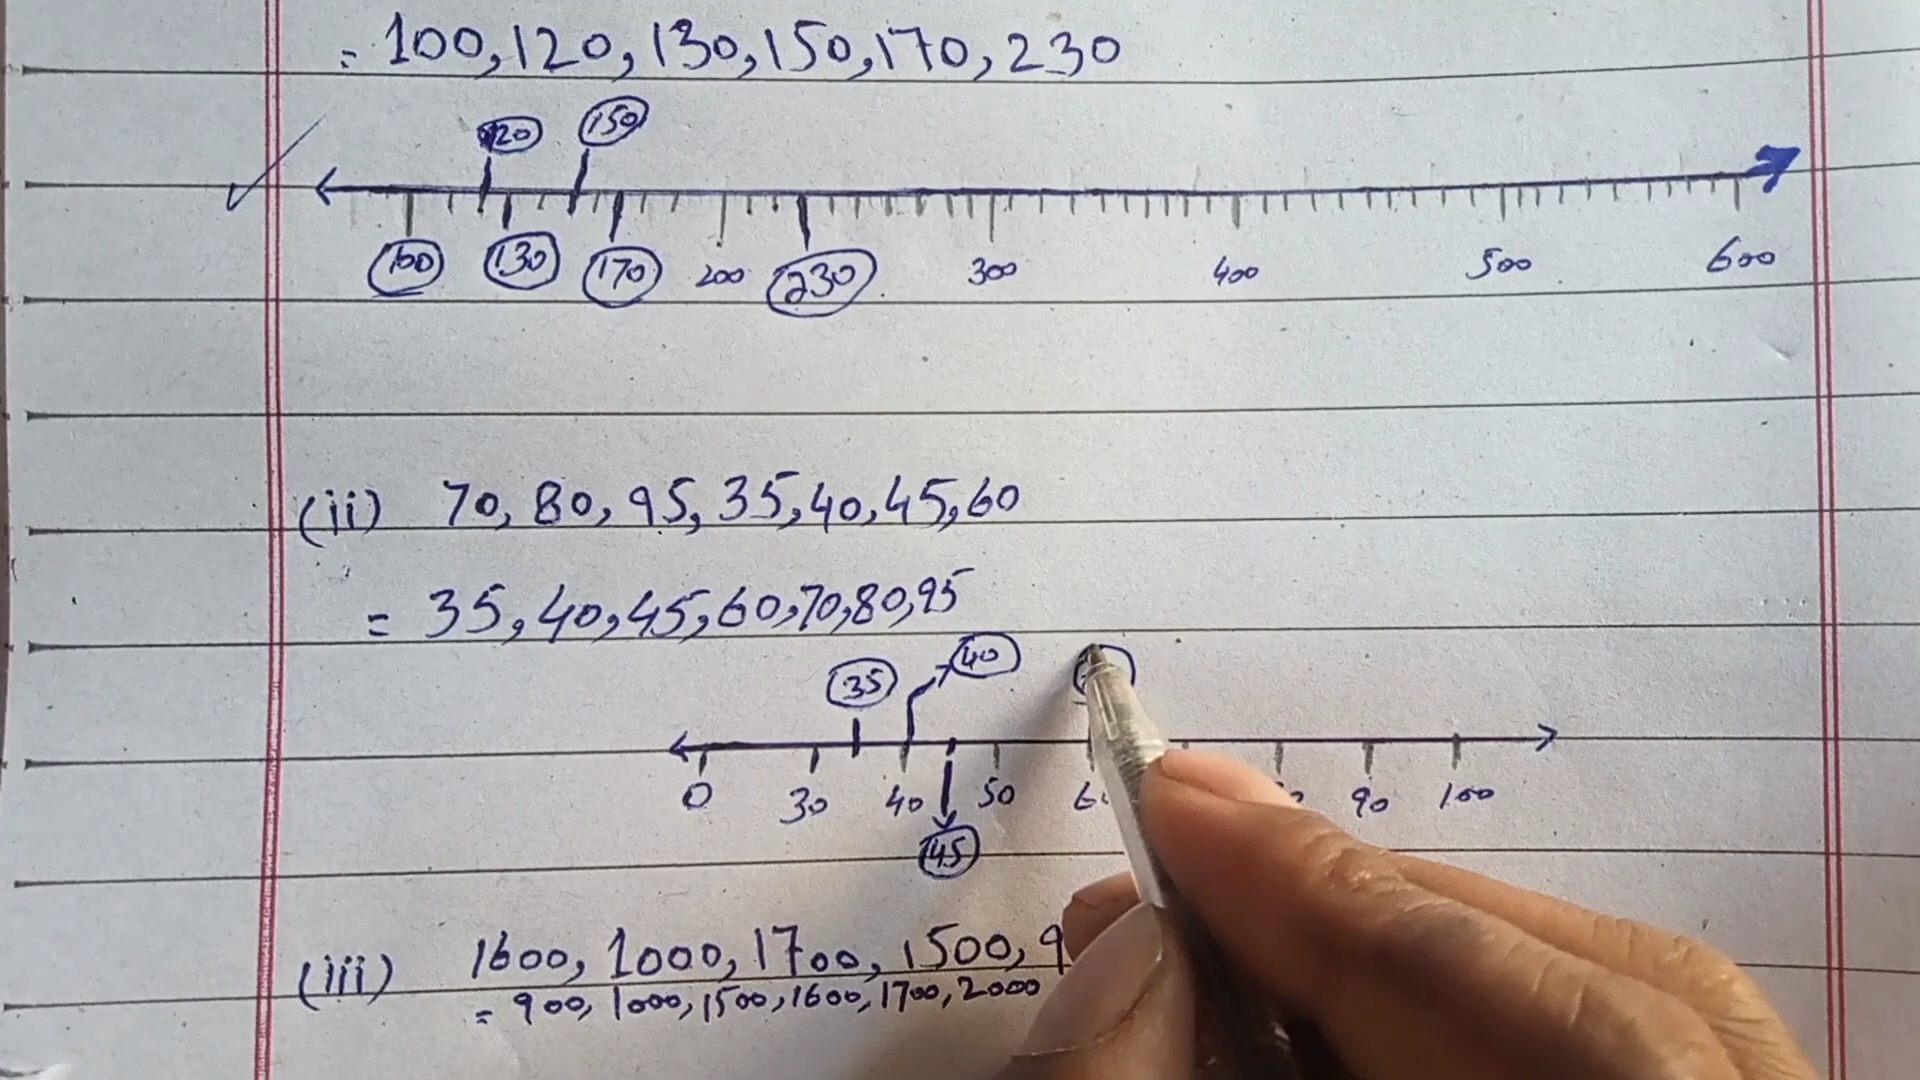 = 100, 120, 130, 150, 170, 230
120 150
100 130 170 200 230 300 400 500 600
(ii) 70, 80, 95, 35, 40, 45, 60
= 35, 40, 45, 60, 70, 80, 95
35 40
0 30 40 50 90 100
45
(iii) 1600, 1000, 1700, 1500, 9
= 900, 1000, 1500, 1600, 1700, 2000